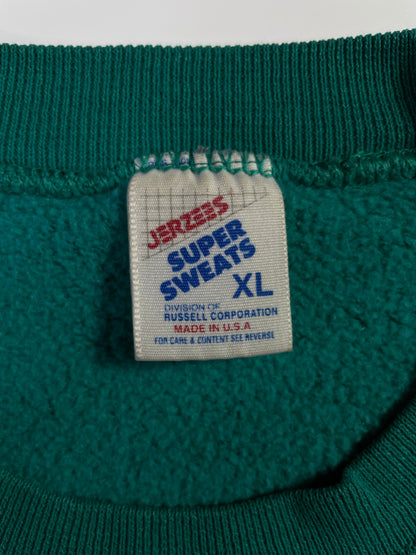 JERZEES
SUPER
SWEATS
XL
DIVISION OF
RUSSELL CORPORATION
MADE IN U.S.A
FOR CARE & CONTENT SEE REVERSE